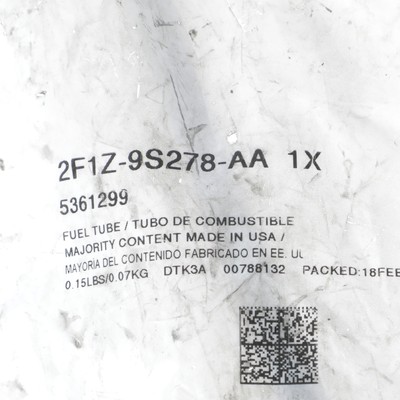 2F1Z-9S278-AA 1X
5361299
FUEL TUBE / TUBO DE COMBUSTIBLE
MAJORITY CONTENT MADE IN USA /
MAYORIA DEL CONTENIDO FABRICADO EN EE. UU
0.15LBS/0.07KG DTK3A 00788132 PACKED:18FEB